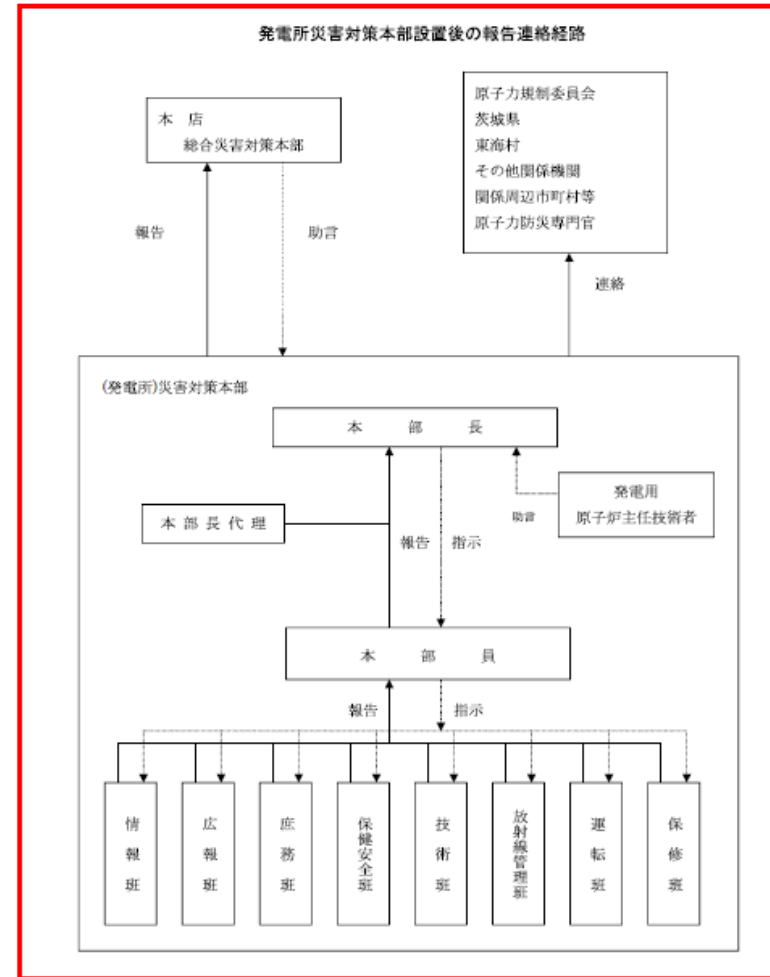 発電所災害対策本部設置後の報告連絡経路
本 店
総合災害対策本部
原子力規制委員会
茨城県
東海村
その他関係機関
関係周辺市町村等
原子力防災専門官
報告
助言
連絡
(発電所)災害対策本部
本 部 長
発電用
原子炉主任技術者
助言
本 部 長 代 理
報告
指示
本 部 員
報告
指示
情報班
広報班
庶務班
保健安全班
技術班
放射線管理班
運転班
保修班